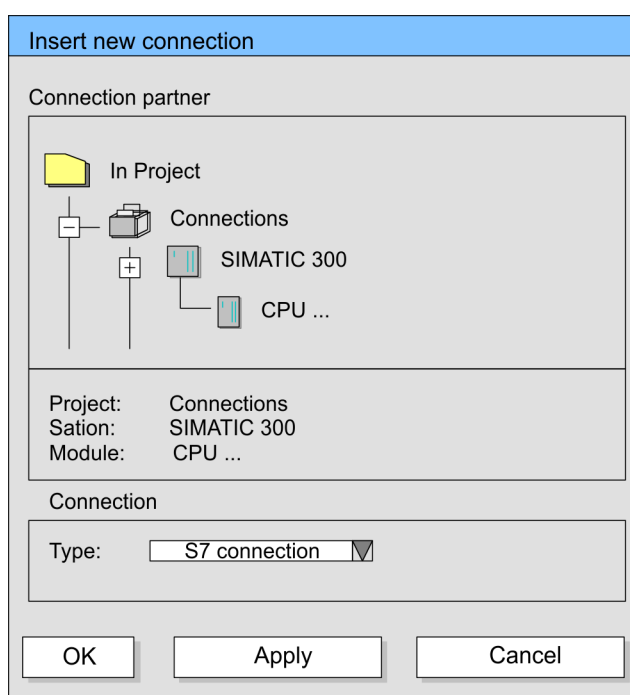 Insert new connection
Connection partner
In Project
Connections
SIMATIC 300
CPU ...
Project: Connections
Sation: SIMATIC 300
Module: CPU ...
Connection
Type: S7 connection
OK Apply Cancel